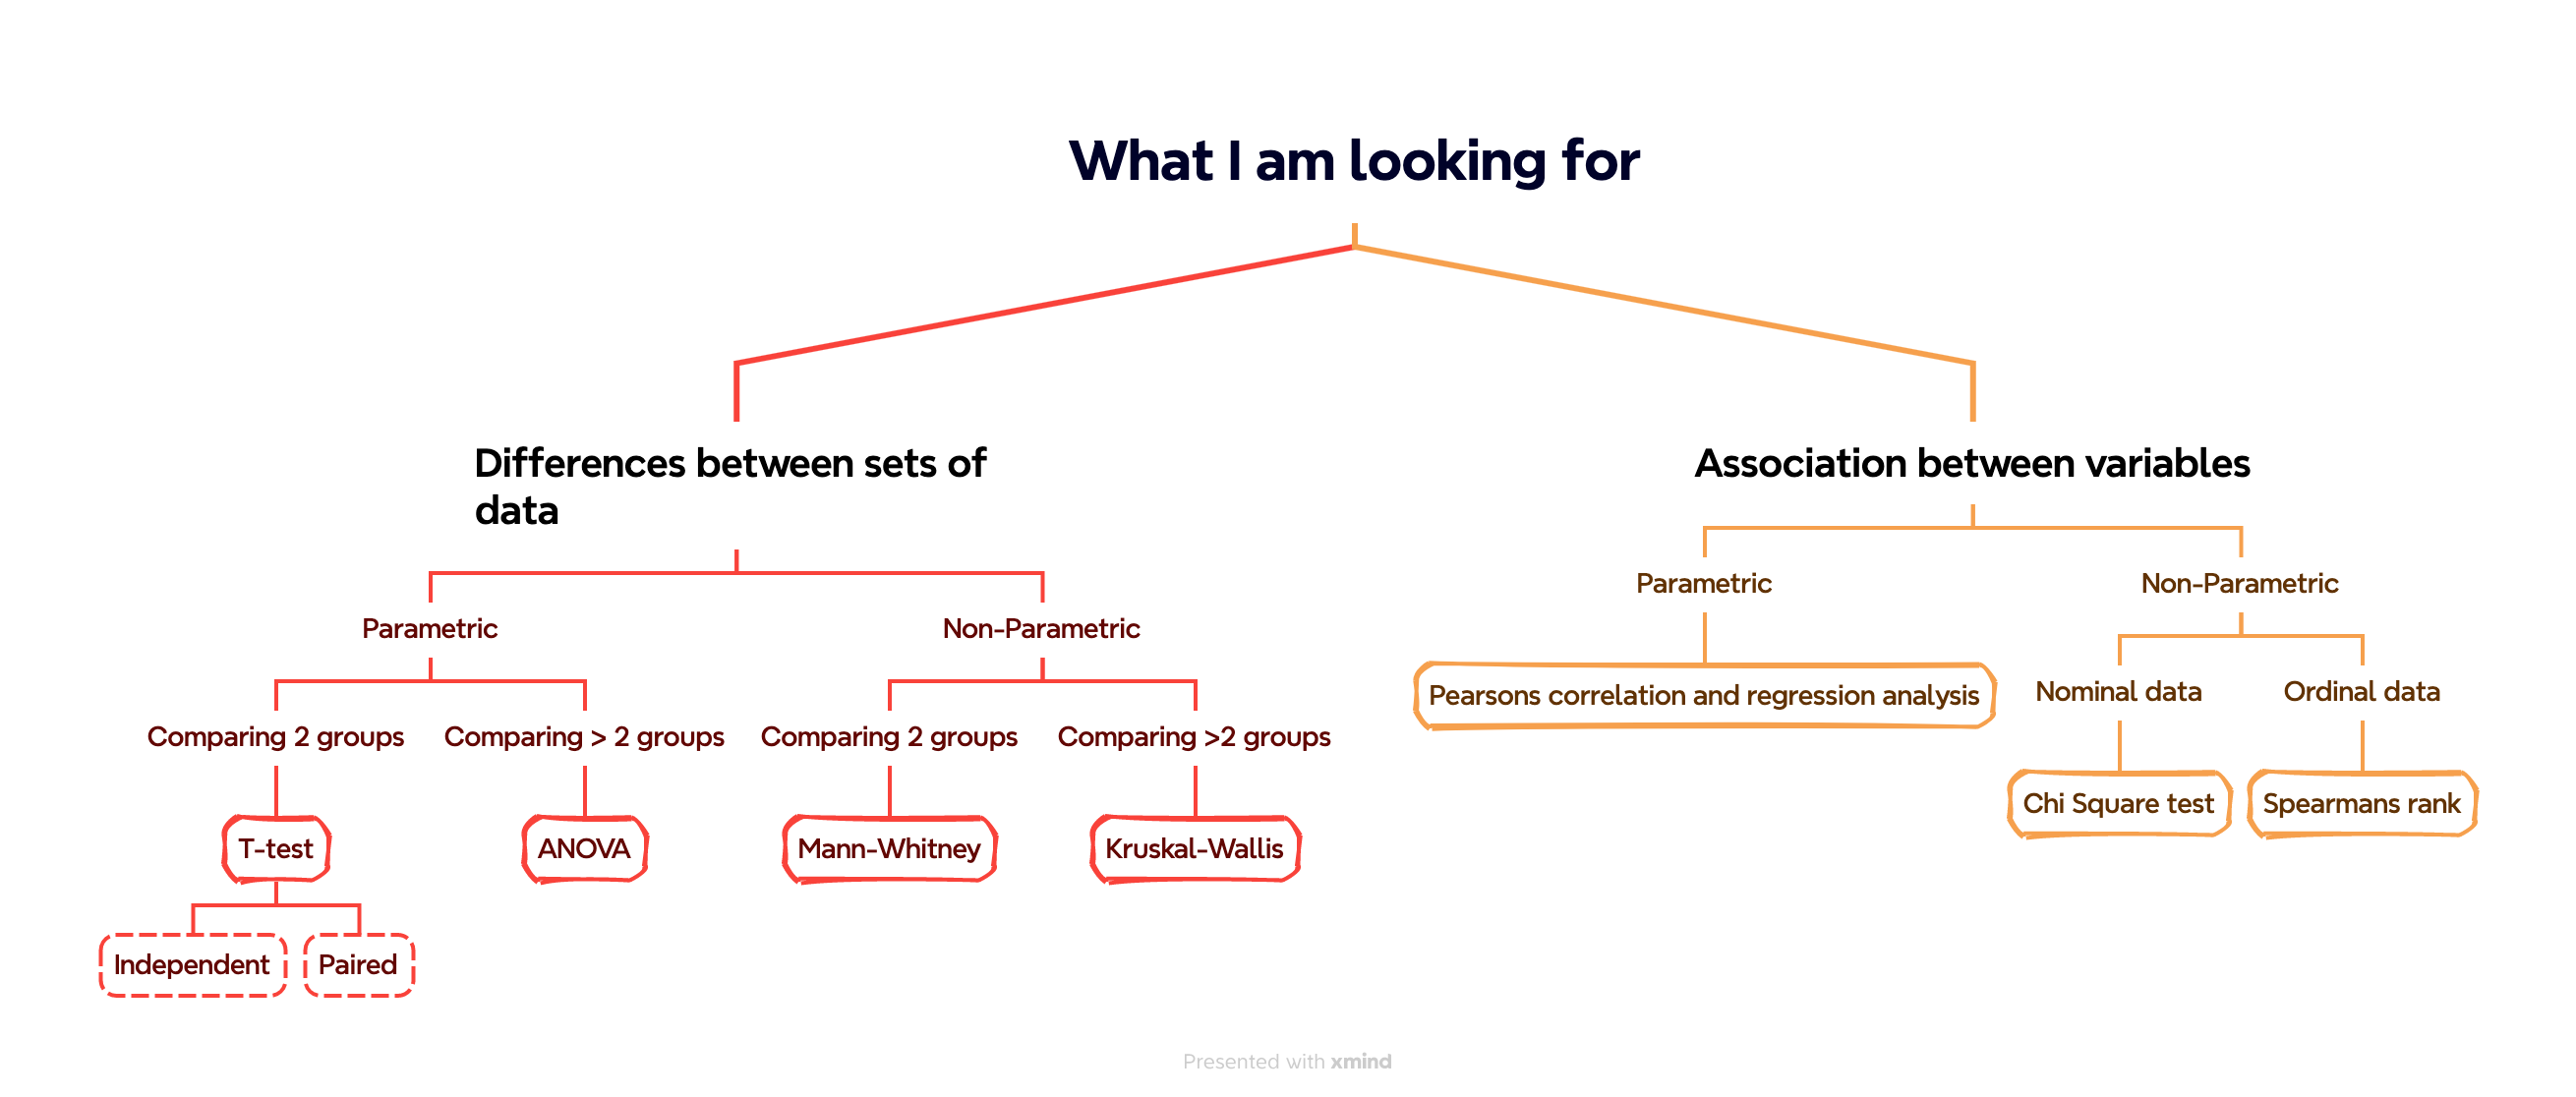 What I am looking for
Differences between sets of
data
Association between variables
Parametric
Non-Parametric
Parametric
Non-Parametric
Comparing 2 groups
Comparing > 2 groups
Comparing 2 groups
Comparing >2 groups
Pearsons correlation and regression analysis
Nominal data
Ordinal data
T-test
ANOVA
Mann-Whitney
Kruskal-Wallis
Chi Square test
Spearmans rank
Independent
Paired
Presented with xmind